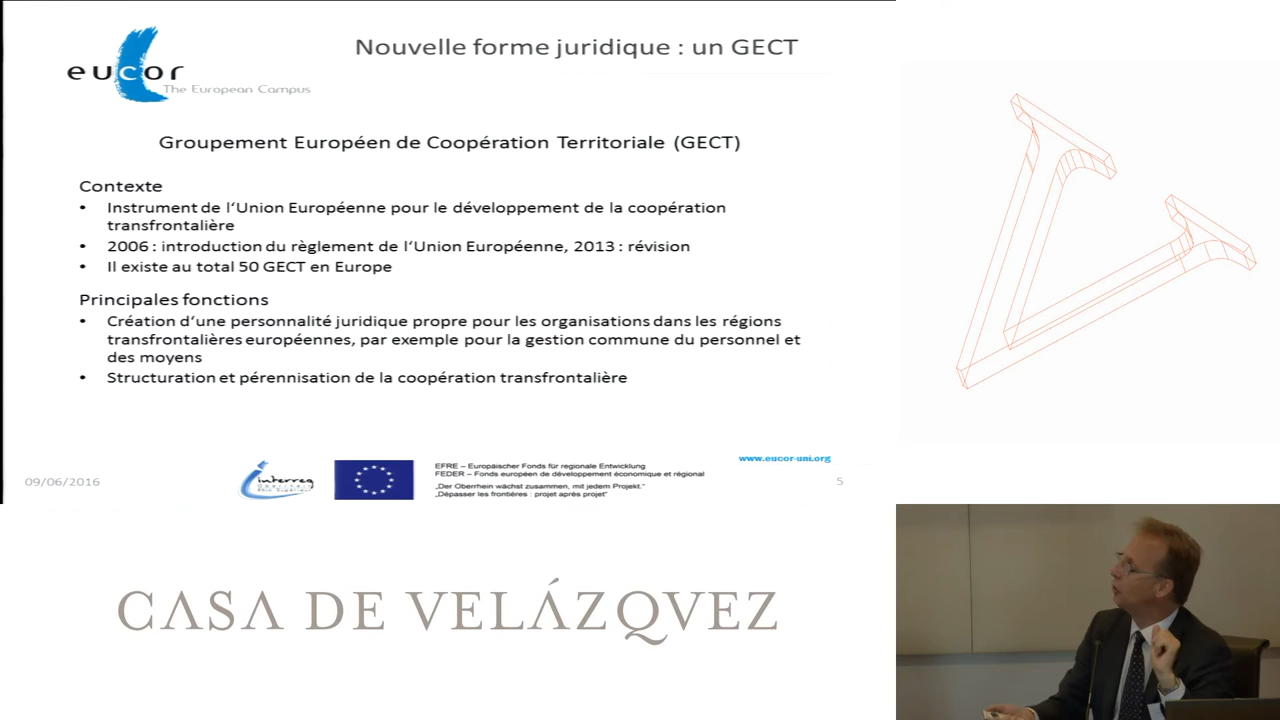 eucor
The European Campus
Nouvelle forme juridique : un GECT
Groupement Européen de Coopération Territoriale (GECT)
Contexte
• Instrument de l‘Union Européenne pour le développement de la coopération
transfrontalière
• 2006 : introduction du règlement de l‘Union Européenne, 2013 : révision
• Il existe au total 50 GECT en Europe
Principales fonctions
• Création d‘une personnalité juridique propre pour les organisations dans les régions
transfrontalières européennes, par exemple pour la gestion commune du personnel et
des moyens
• Structuration et pérennisation de la coopération transfrontalière
www.eucor-uni.org
09/06/2016
interreg
Oberrhein
Rhin Supérieur
EFRE – Europäischer Fonds für regionale Entwicklung
FEDER – Fonds européen de développement économique et régional
„Der Oberrhein wächst zusammen, mit jedem Projekt.“
„Dépasser les frontières : projet après projet“
5
CASA DE VELÁZQVEZ